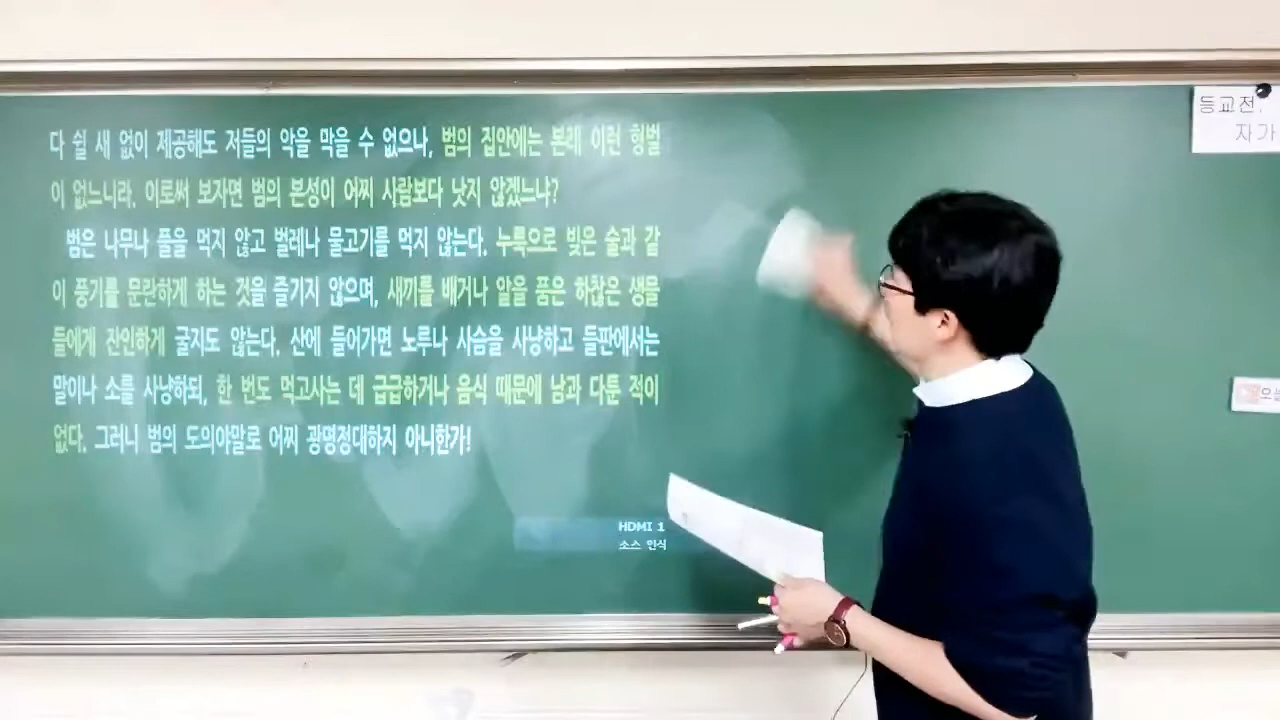 다 쉴 새 없이 제공해도 저들의 악을 막을 수 없으나, 범의 집안에는 본래 이런 형벌
이 없느니라. 이로써 보자면 범의 본성이 어찌 사람보다 낫지 않겠느냐?
범은 나무나 풀을 먹지 않고 벌레나 물고기를 먹지 않는다. 누룩으로 빚은 술과 같
이 풍기를 문란하게 하는 것을 즐기지 않으며, 새끼를 배거나 알을 품은 하찮은 생물
들에게 잔인하게 굴지도 않는다. 산에 들어가면 노루나 사슴을 사냥하고 들판에서는
말이나 소를 사냥하되, 한 번도 먹고사는 데 급급하거나 음식 때문에 남과 다툰 적이
없다. 그러니 범의 도의야말로 어찌 광명정대하지 아니한가!
HDMI 1
소스 인식
등교전,
자가